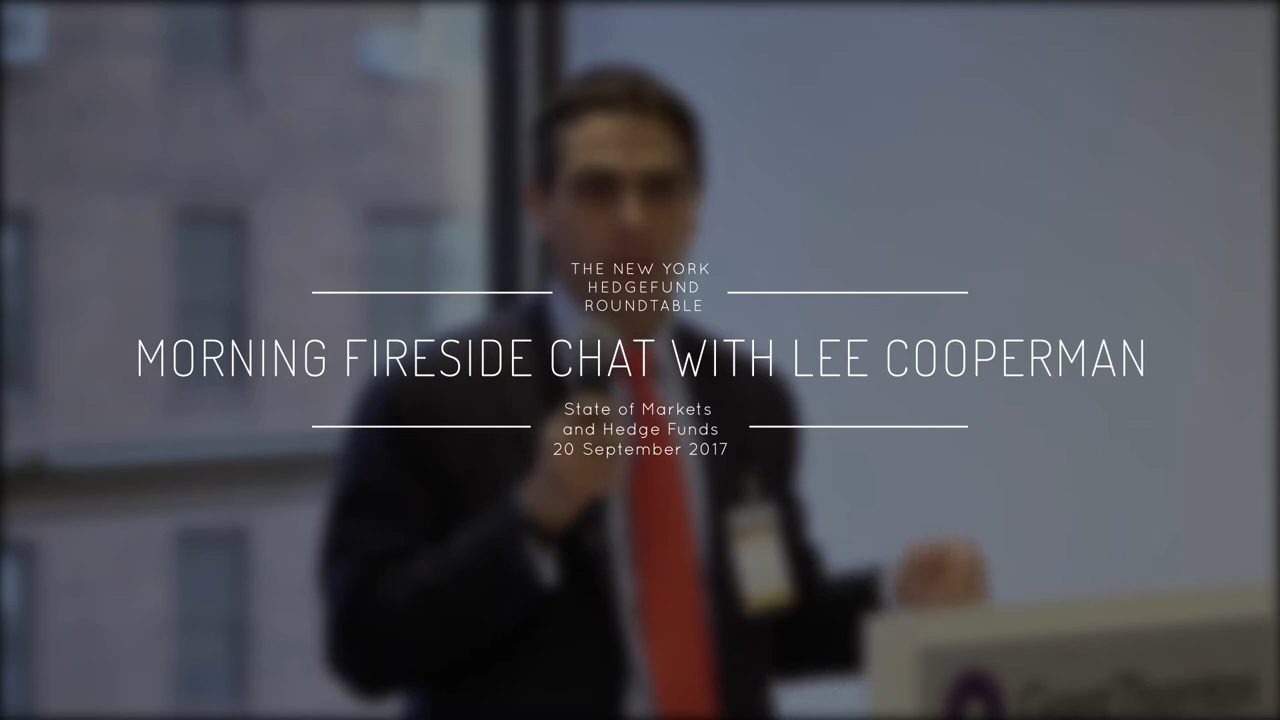 THE NEW YORK
HEDGEFUND
ROUNDTABLE
MORNING FIRESIDE CHAT WITH LEE COOPERMAN
State of Markets
and Hedge Funds
20 September 2017